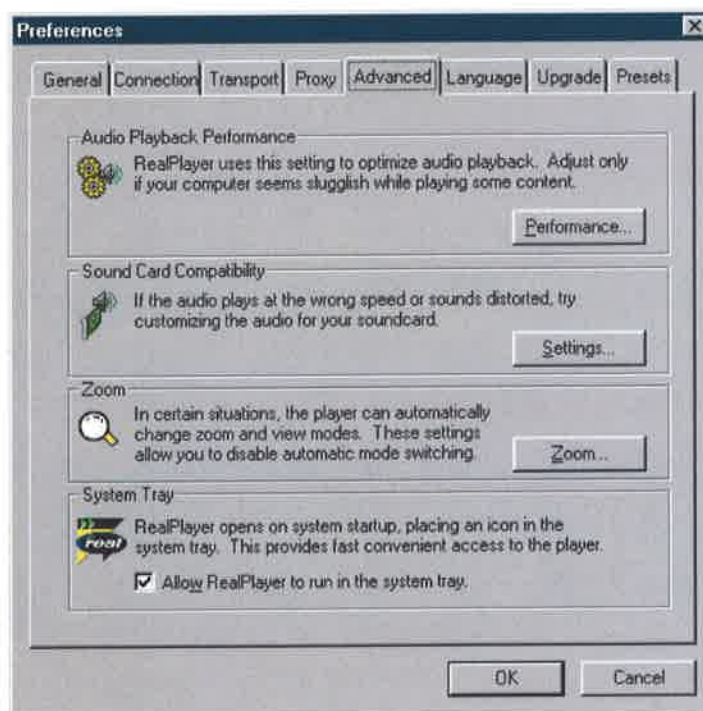 Preferences
General Connection Transport Proxy Advanced Language Upgrade Presets
Audio Playback Performance
RealPlayer uses this setting to optimize audio playback. Adjust only
if your computer seems slugglish while playing some content.
Performance...
Sound Card Compatibility
If the audio plays at the wrong speed or sounds distorted, try
customizing the audio for your soundcard.
Settings...
Zoom
In certain situations, the player can automatically
change zoom and view modes. These settings
allow you to disable automatic mode switching.
Zoom...
System Tray
real
RealPlayer opens on system startup, placing an icon in the
system tray. This provides fast convenient access to the player.
Allow RealPlayer to run in the system tray.
OK Cancel